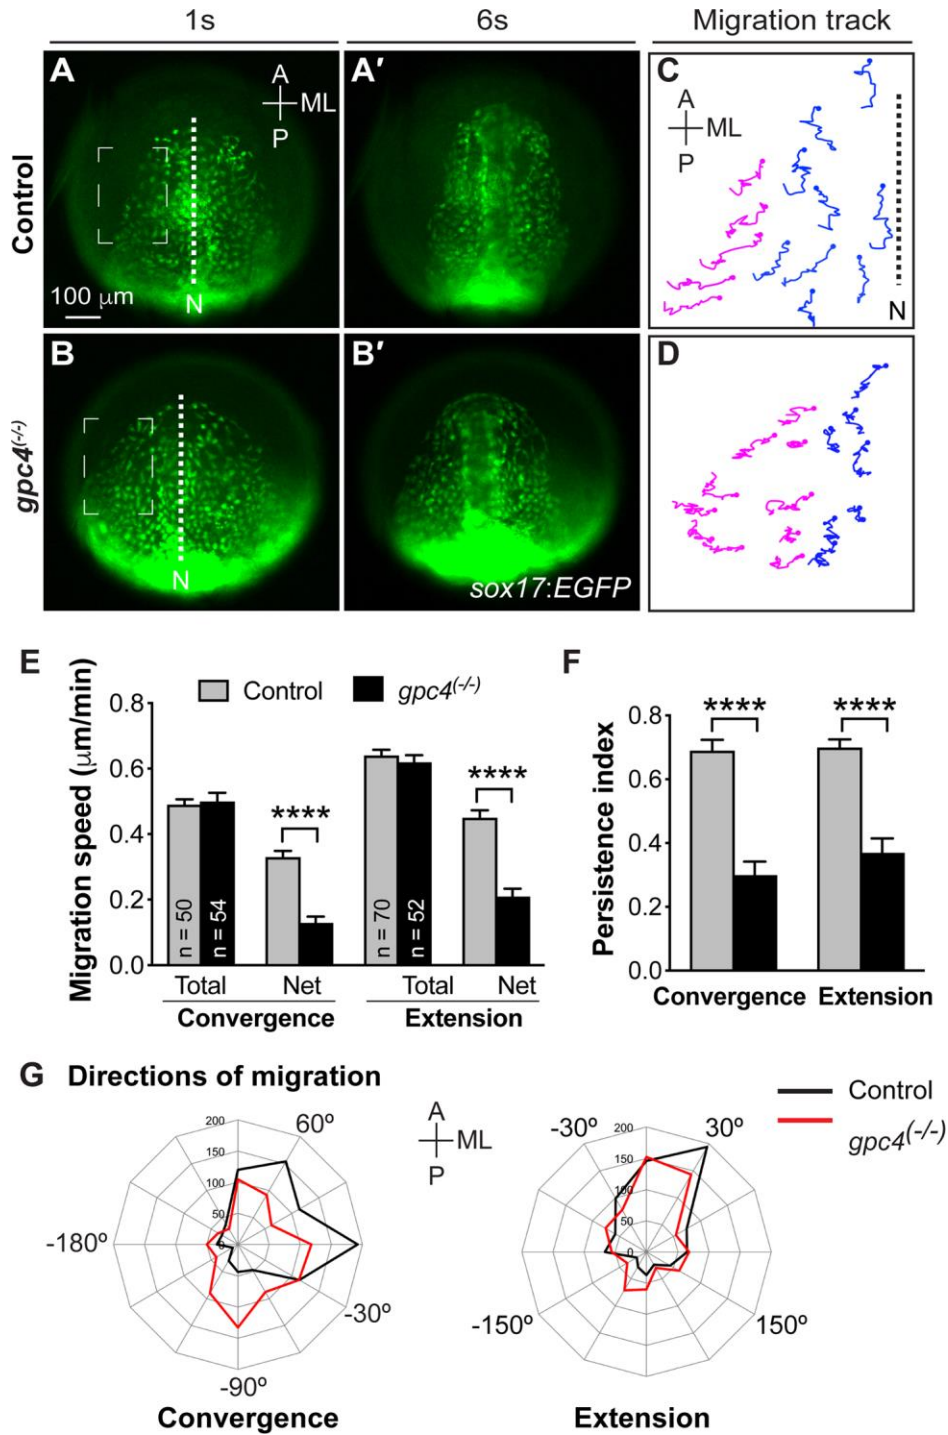 1s
6s
Migration track
Control
A
A
P
ML
100 μm
N
A′
C
A
P
ML
N
gpc4(-/-)
B
N
B′
sox17:EGFP
D
E
Migration speed (μm/min)
Control
gpc4(-/-)
0.8
0.6
0.4
0.2
0.0
****
****
n = 50
n = 54
n = 70
n = 52
Total
Net
Total
Net
Convergence
Extension
F
Persistence index
0.8
0.6
0.4
0.2
0.0
****
****
Convergence
Extension
G Directions of migration
A
P
ML
Control
gpc4(-/-)
200
150
100
50
0
60º
-180º
-30º
-90º
Convergence
200
150
100
50
0
-30º
30º
-150º
150º
Extension